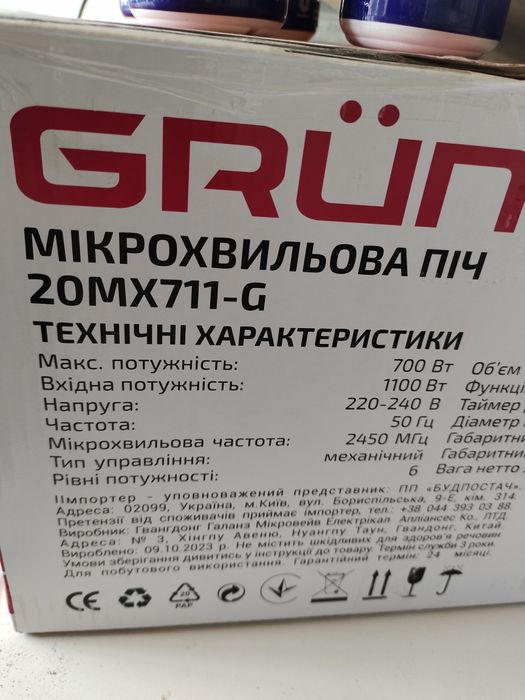 GRÜN
МІКРОХВИЛЬОВА ПІЧ
20MX711-G
ТЕХНІЧНІ ХАРАКТЕРИСТИКИ
Макс. потужність: 700 Вт Об'єм
Вхідна потужність: 1100 Вт Функці
Напруга: 220-240 В Таймер
Частота: 50 Гц Діаметр
Мікрохвильова частота: 2450 МГц Габаритни
Тип управління: механічний Габаритни
Рівні потужності: 6 Вага нетто
Імпортер - уповноважений представник: ПП «БУДПОСТАЧ».
Адреса: 02099, Україна, м.Київ, вул. Бориспільська, 9-Е, кім. 314.
Претензії від споживачів приймає імпортер, тел.: +38 044 393 03 88.
Виробник: Гвангдонг Галанз Мікровейв Електрікал Апплаєнсес Ко., ЛТД.
Адреса: № 3, Хінгпу Авеню, Нуангпу Таун, Гвандонг, Китай.
Вироблено: 09.10.2023 р. Не містить шкідливих для здоров'я речовин
Умови зберігання дивитись у інструкції до товару. Термін служби 3 роки.
Для побутового використання. Гарантійний термін: 24 місяці.
CE 20 PAP